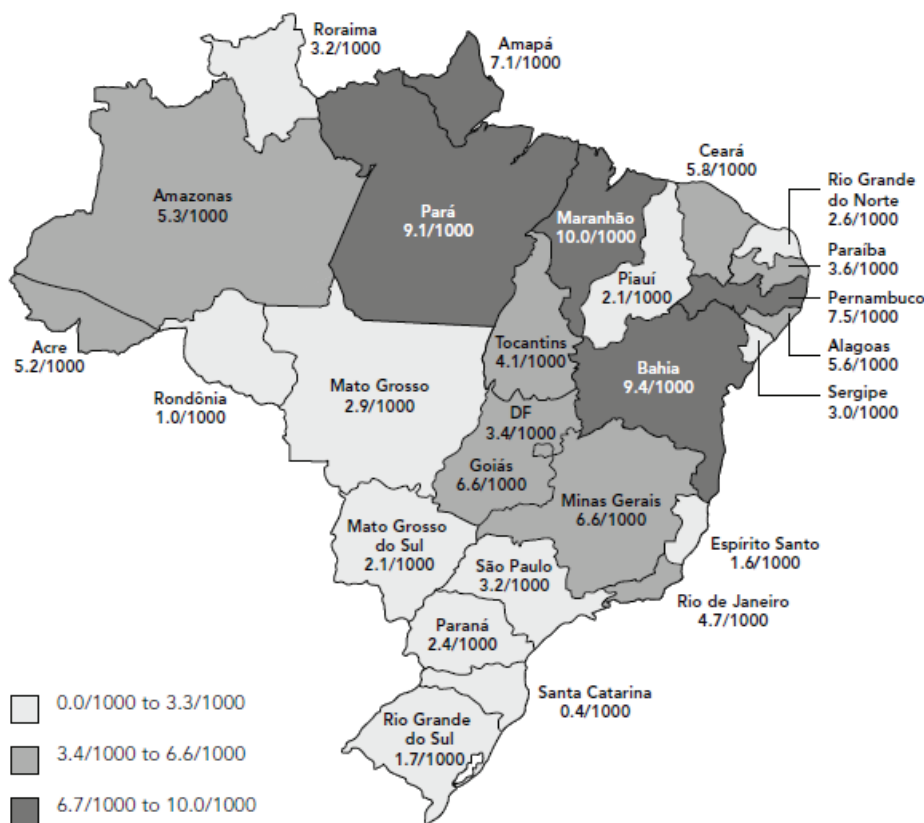 Roraima
3.2/1000
Amapá
7.1/1000
Ceará
5.8/1000
Rio Grande
do Norte
2.6/1000
Amazonas
5.3/1000
Pará
9.1/1000
Maranhão
10.0/1000
Piauí
2.1/1000
Paraíba
3.6/1000
Pernambuco
7.5/1000
Acre
5.2/1000
Tocantins
4.1/1000
Alagoas
5.6/1000
Rondônia
1.0/1000
Mato Grosso
2.9/1000
Bahia
9.4/1000
Sergipe
3.0/1000
DF
3.4/1000
Goiás
6.6/1000
Minas Gerais
6.6/1000
Mato Grosso
do Sul
2.1/1000
São Paulo
3.2/1000
Espírito Santo
1.6/1000
Rio de Janeiro
4.7/1000
Paraná
2.4/1000
Santa Catarina
0.4/1000
Rio Grande
do Sul
1.7/1000
0.0/1000 to 3.3/1000
3.4/1000 to 6.6/1000
6.7/1000 to 10.0/1000